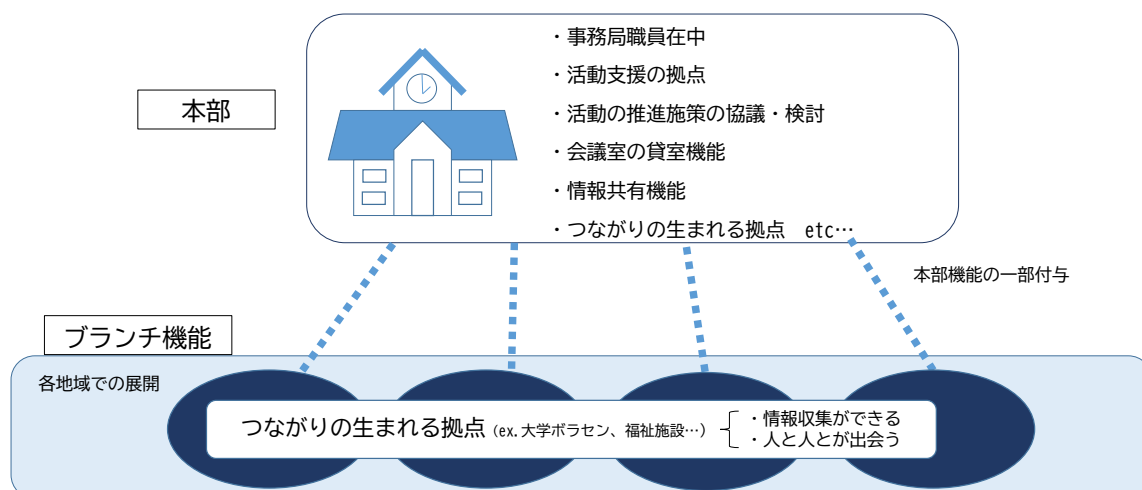 本部
・事務局職員在中
・活動支援の拠点
・活動の推進施策の協議・検討
・会議室の貸室機能
・情報共有機能
・つながりの生まれる拠点　etc…
本部機能の一部付与
ブランチ機能
各地域での展開
つながりの生まれる拠点（ex.大学ボラセン、福祉施設…）
・情報収集ができる
・人と人とが出会う